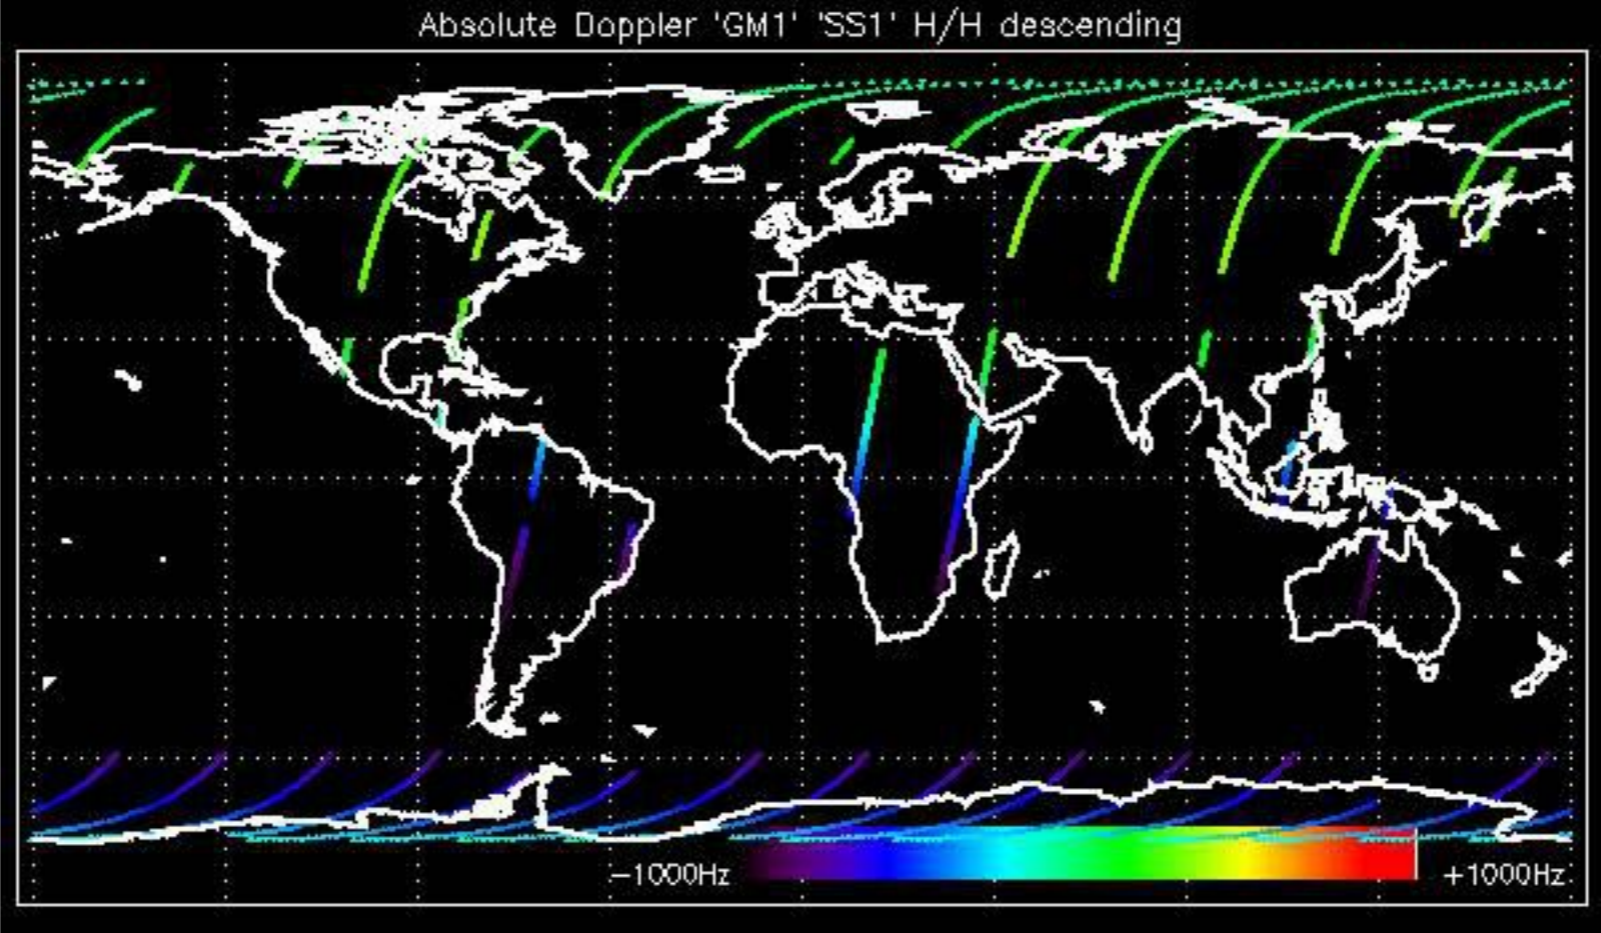 Absolute Doppler 'GM1' 'SS1' H/H descending
−1000Hz +1000Hz